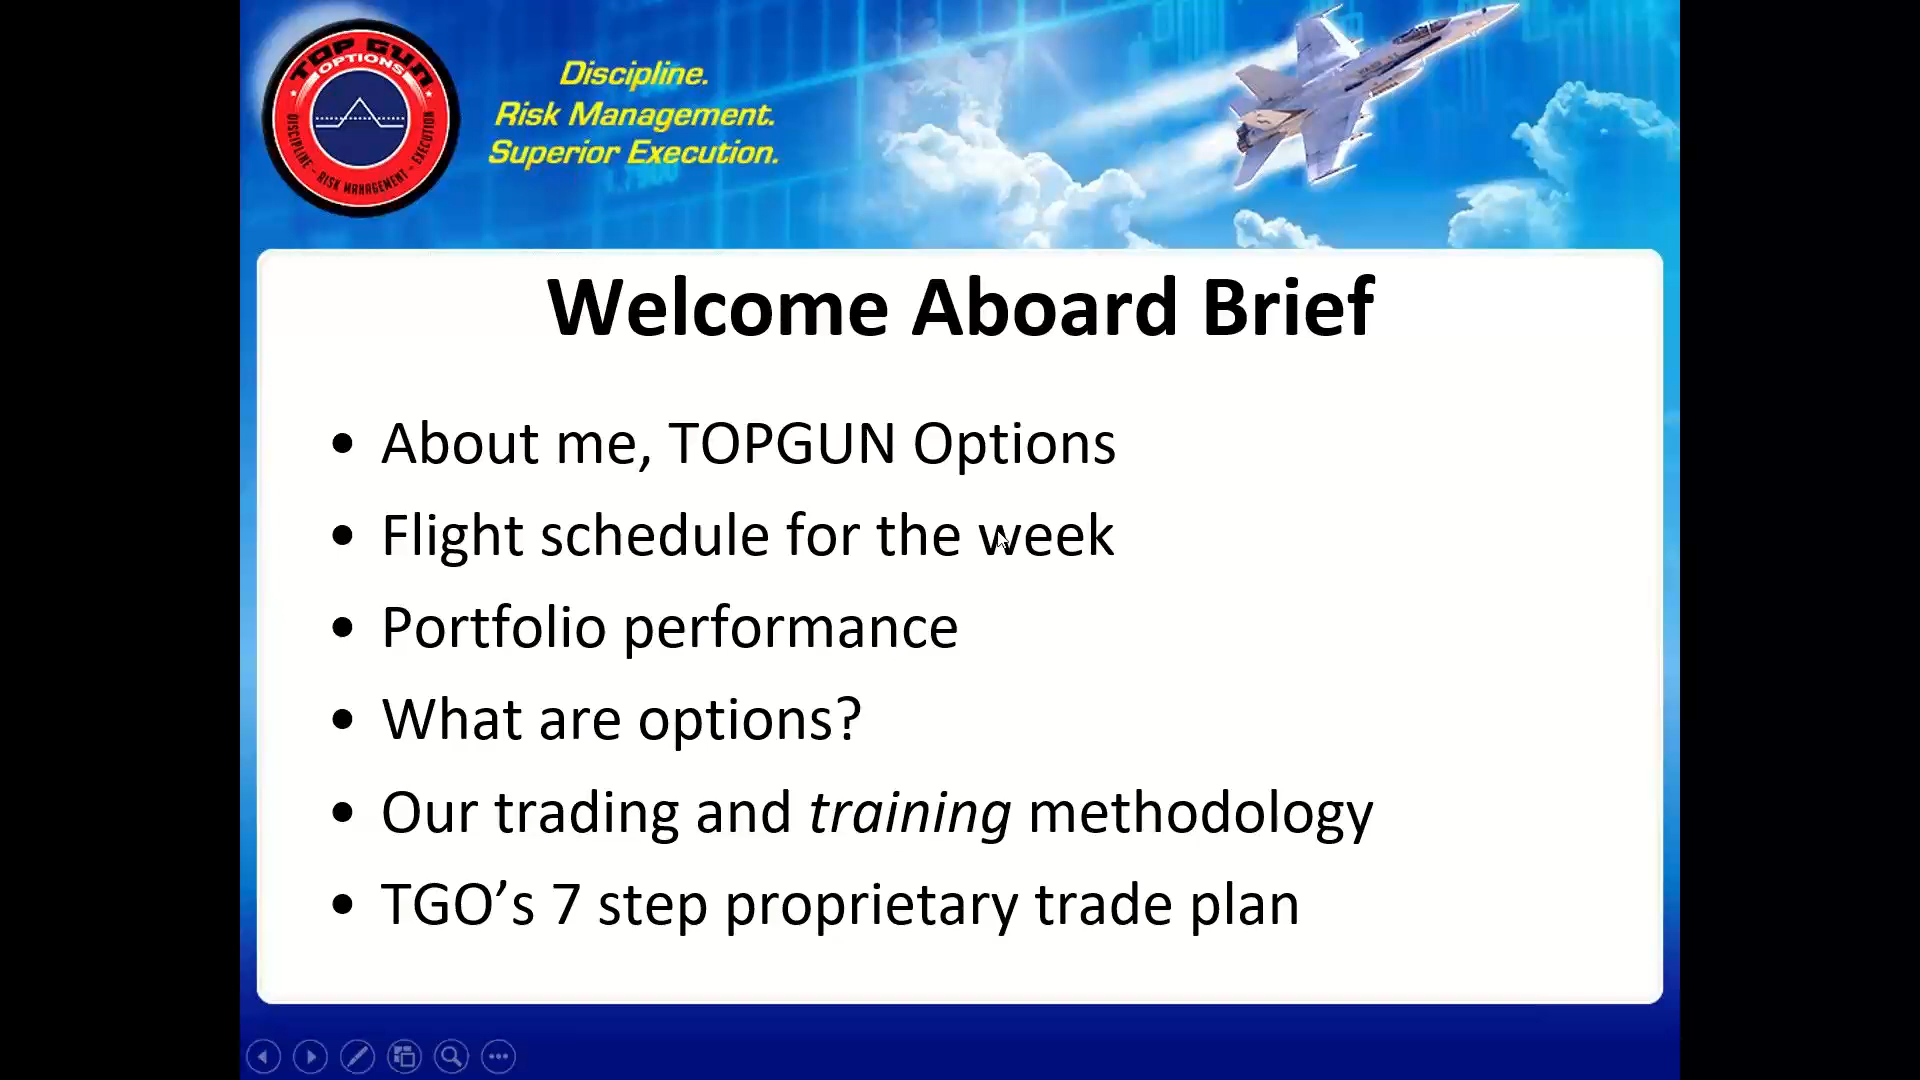 TOP GUN
OPTIONS
DISCIPLINE - RISK MANAGEMENT - EXECUTION
Discipline.
Risk Management.
Superior Execution.
Welcome Aboard Brief
• About me, TOPGUN Options
• Flight schedule for the week
• Portfolio performance
• What are options?
• Our trading and training methodology
• TGO’s 7 step proprietary trade plan